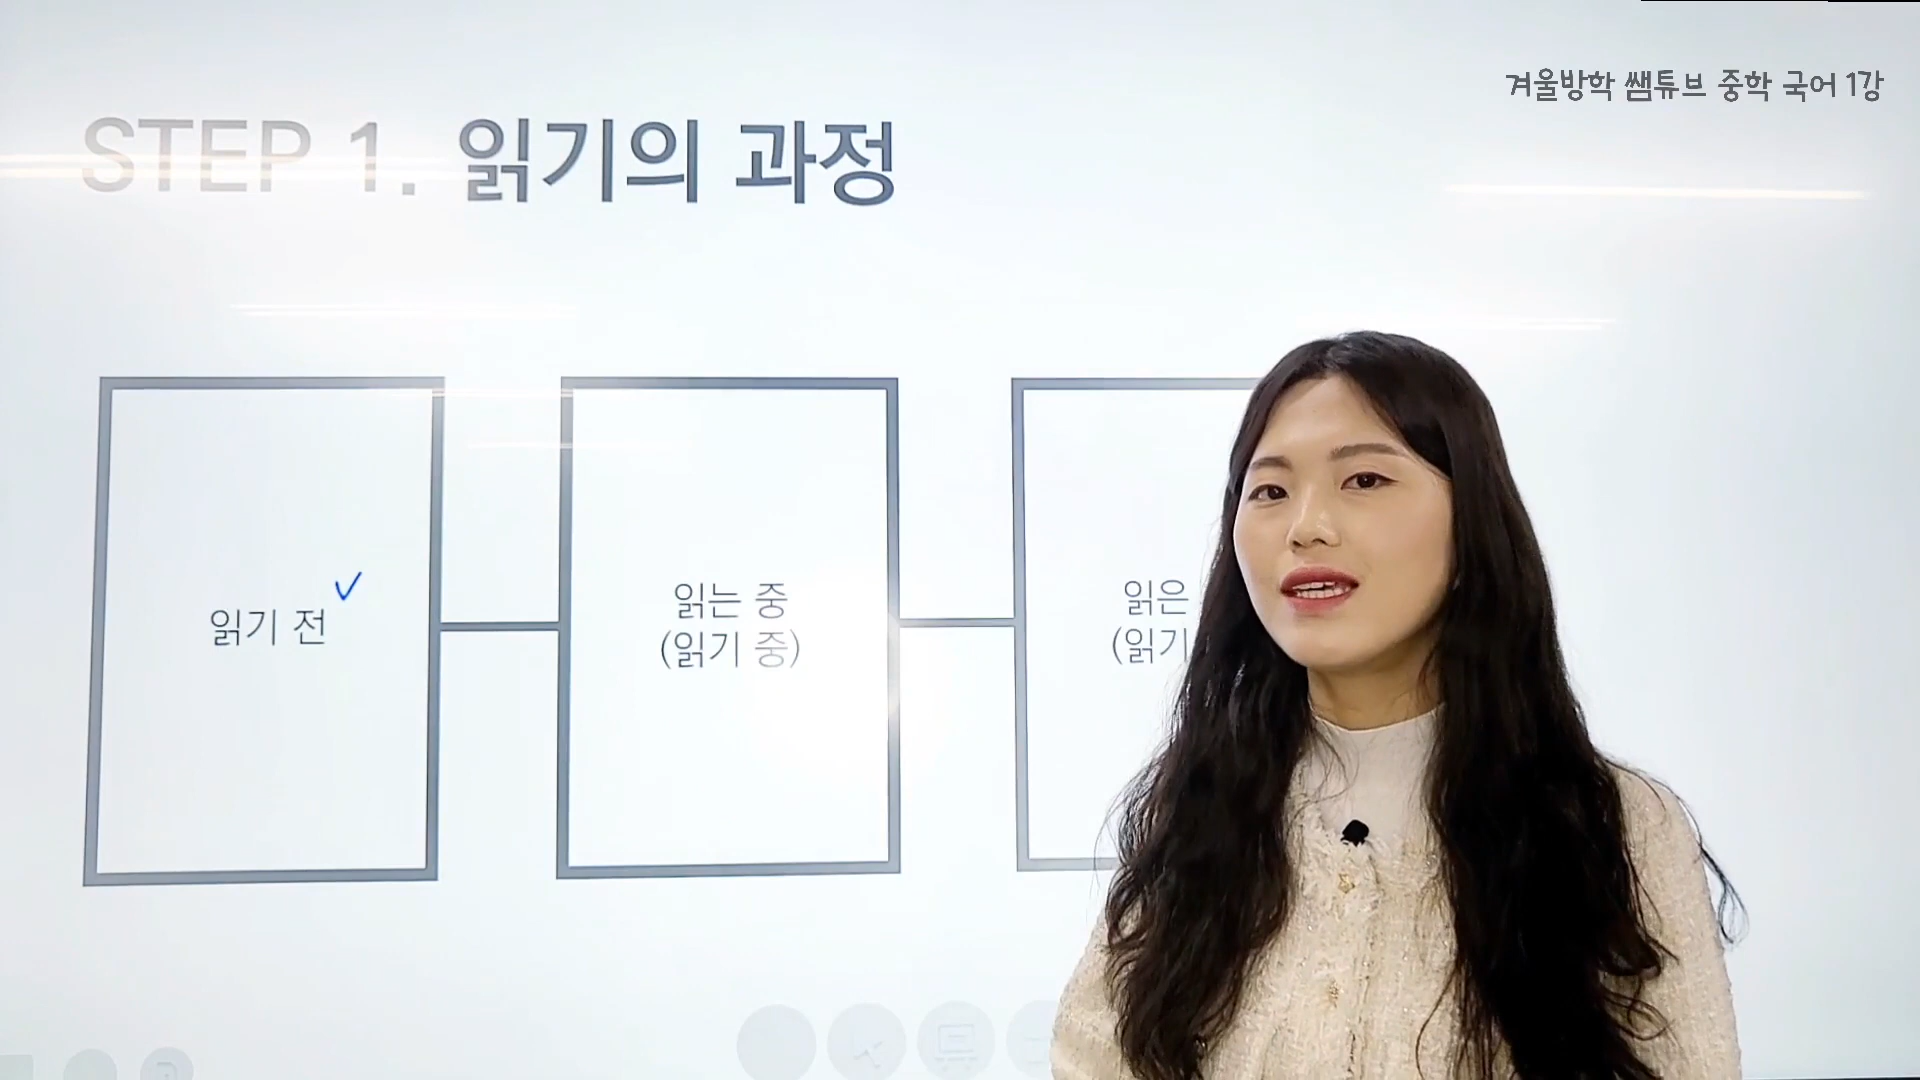 겨울방학 쌤튜브 중학 국어 1강
STEP 1. 읽기의 과정
읽기 전
읽는 중
(읽기 중)
읽은
(읽기